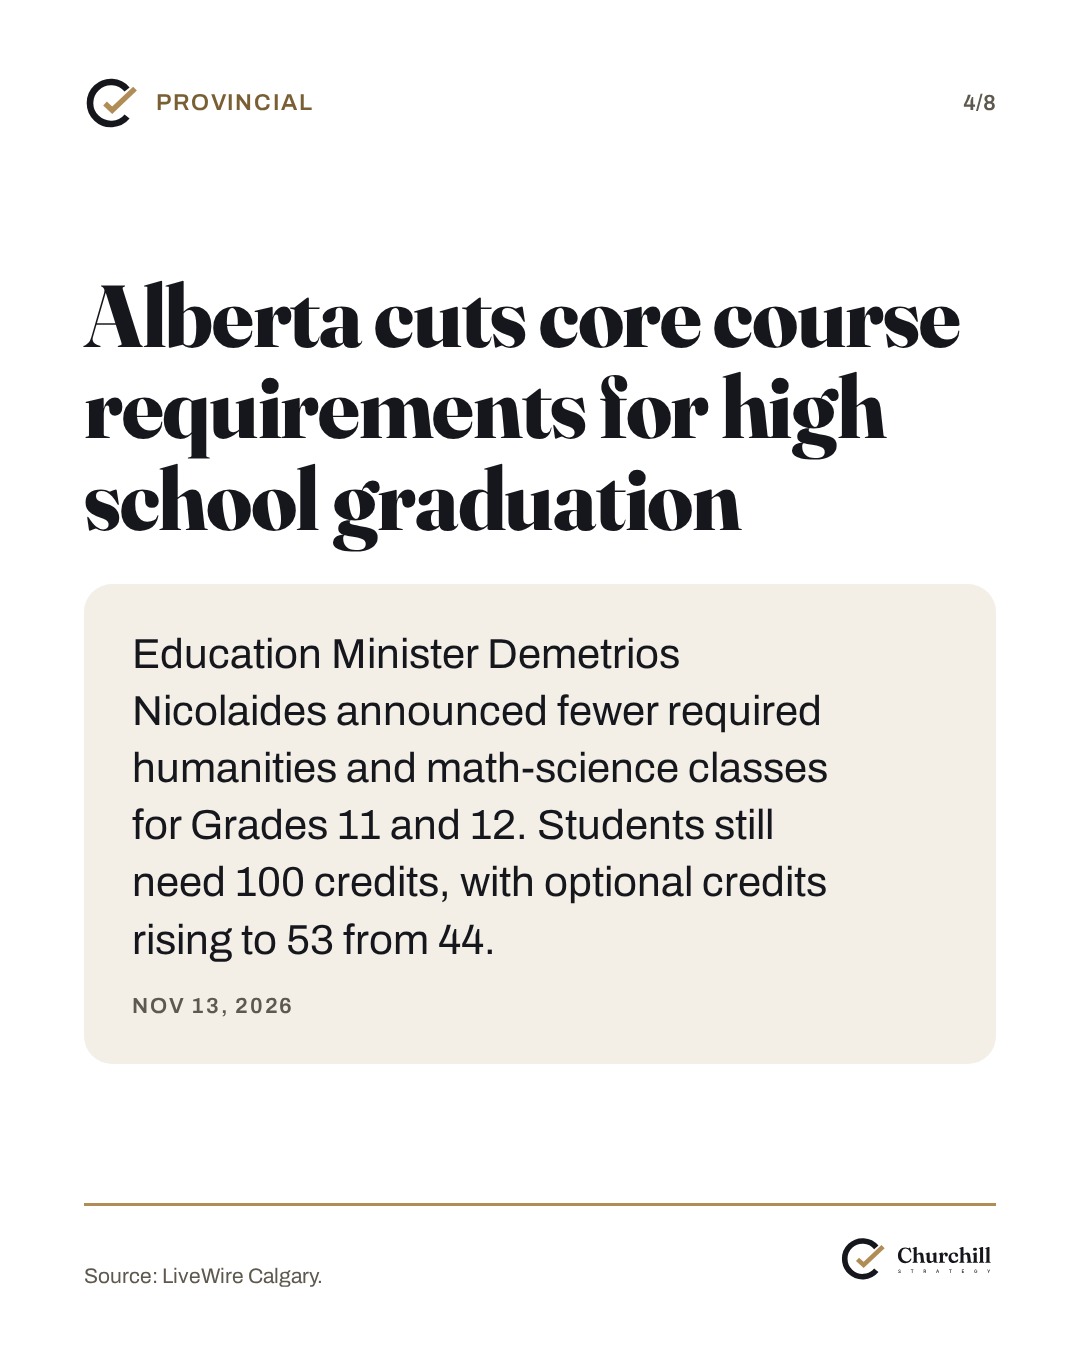 PROVINCIAL
4/8
Alberta cuts core course
requirements for high
school graduation
Education Minister Demetrios
Nicolaides announced fewer required
humanities and math-science classes
for Grades 11 and 12. Students still
need 100 credits, with optional credits
rising to 53 from 44.
NOV 13, 2026
Source: LiveWire Calgary.
Churchill
STRATEGY